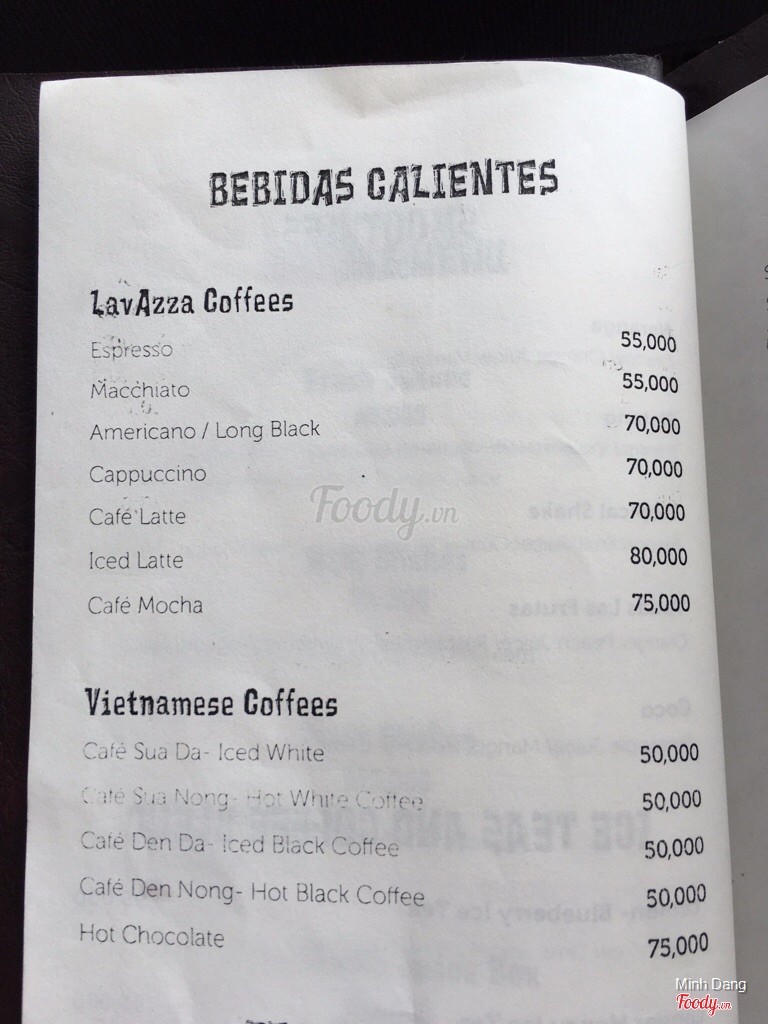 BEBIDAS CALIENTES
LavAzza Coffees
Espresso 55,000
Macchiato 55,000
Americano / Long Black 70,000
Cappuccino 70,000
Café Latte 70,000
Iced Latte 80,000
Café Mocha 75,000
Vietnamese Coffees
Café Sua Da- Iced White 50,000
Café Sua Nong- Hot White Coffee 50,000
Café Den Da- Iced Black Coffee 50,000
Café Den Nong- Hot Black Coffee 50,000
Hot Chocolate 75,000
Foody.vn
Minh Dang
Foody.vn